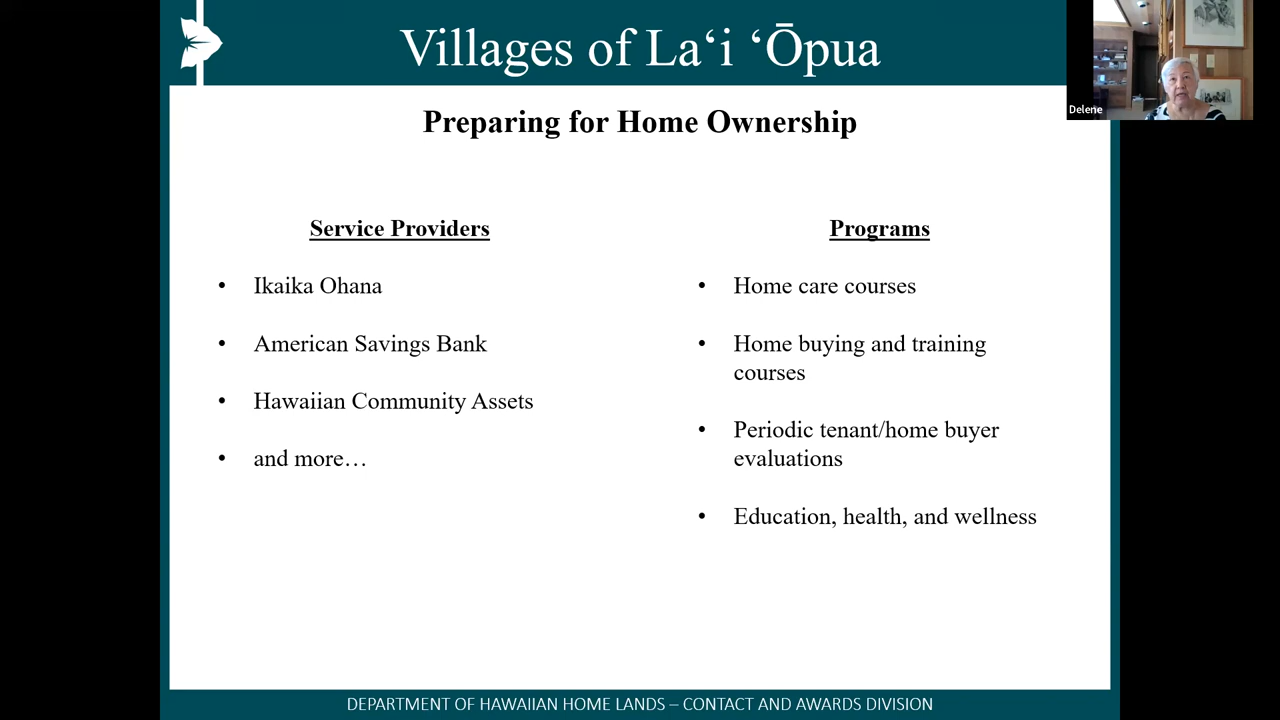 Villages of Laʻi ʻŌpua
Delene
Preparing for Home Ownership
Service Providers
• Ikaika Ohana
• American Savings Bank
• Hawaiian Community Assets
• and more…
Programs
• Home care courses
• Home buying and training
courses
• Periodic tenant/home buyer
evaluations
• Education, health, and wellness
DEPARTMENT OF HAWAIIAN HOME LANDS – CONTACT AND AWARDS DIVISION